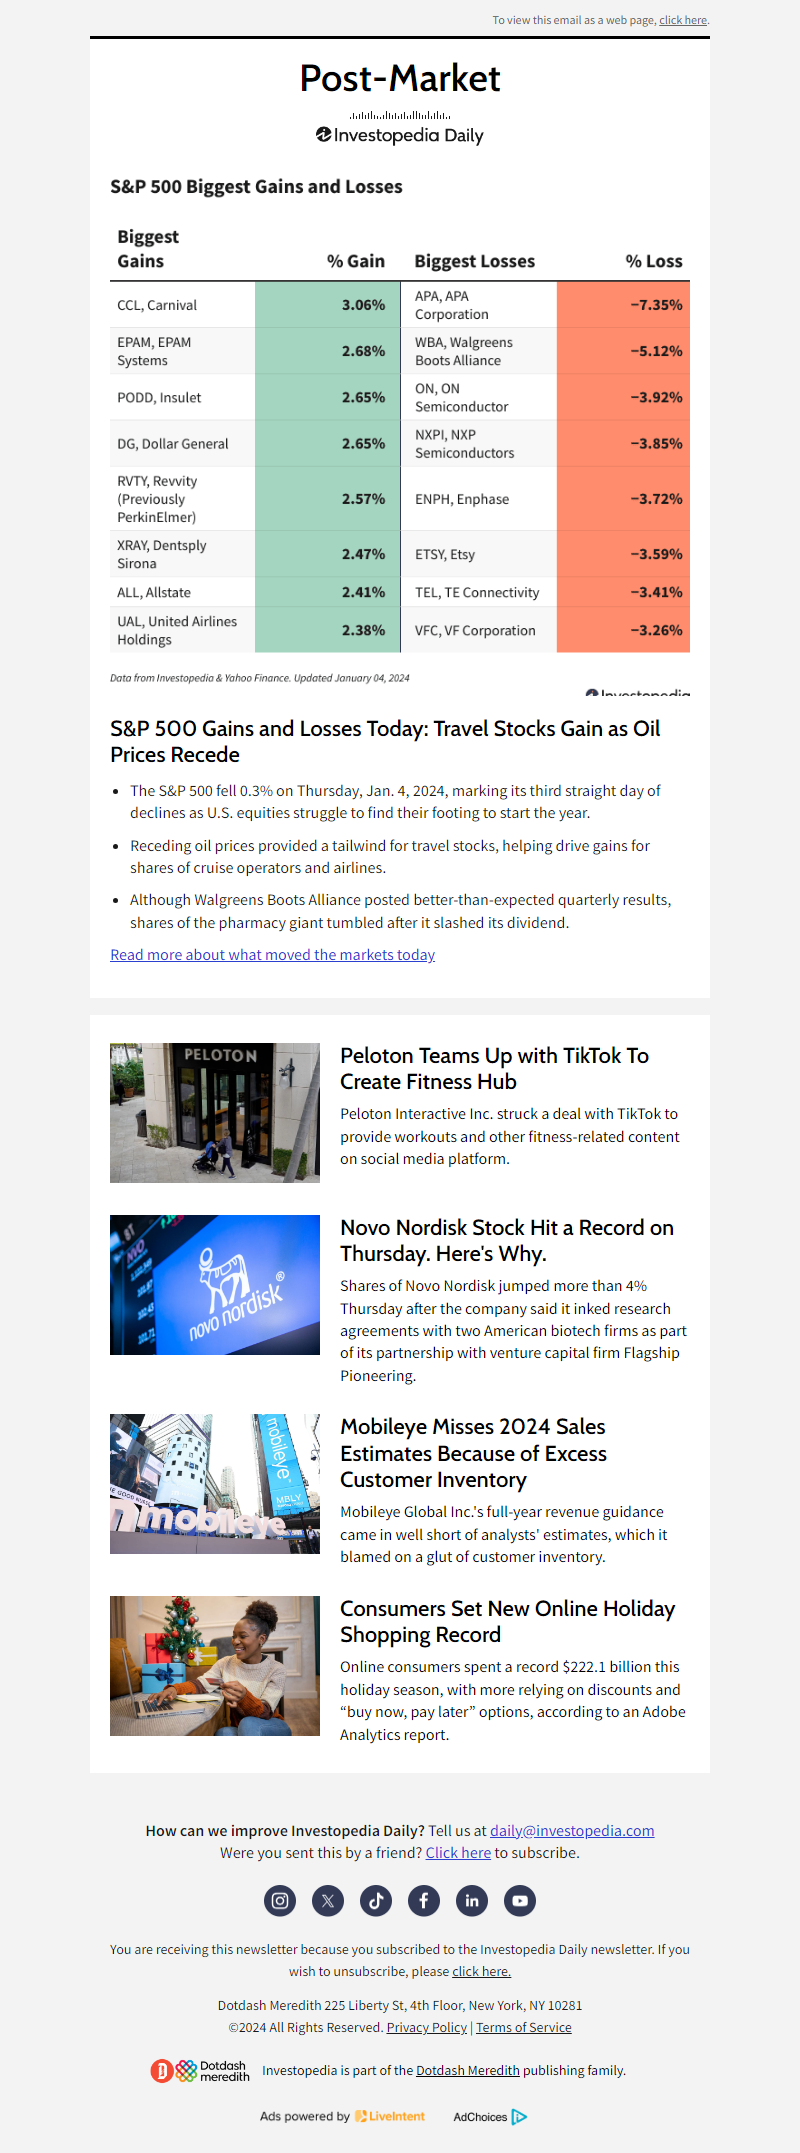 To view this email as a web page, click here.
Post-Market
Investopedia Daily
S&P 500 Biggest Gains and Losses
Biggest
Gains
% Gain
Biggest Losses
% Loss
CCL, Carnival
3.06%
APA, APA
Corporation
−7.35%
EPAM, EPAM
Systems
2.68%
WBA, Walgreens
Boots Alliance
−5.12%
PODD, Insulet
2.65%
ON, ON
Semiconductor
−3.92%
DG, Dollar General
2.65%
NXPI, NXP
Semiconductors
−3.85%
RVTY, Revvity
(Previously
PerkinElmer)
2.57%
ENPH, Enphase
−3.72%
XRAY, Dentsply
Sirona
2.47%
ETSY, Etsy
−3.59%
ALL, Allstate
2.41%
TEL, TE Connectivity
−3.41%
UAL, United Airlines
Holdings
2.38%
VFC, VF Corporation
−3.26%
Data from Investopedia & Yahoo Finance. Updated January 04, 2024
Investopedia
S&P 500 Gains and Losses Today: Travel Stocks Gain as Oil
Prices Recede
• The S&P 500 fell 0.3% on Thursday, Jan. 4, 2024, marking its third straight day of
declines as U.S. equities struggle to find their footing to start the year.
• Receding oil prices provided a tailwind for travel stocks, helping drive gains for
shares of cruise operators and airlines.
• Although Walgreens Boots Alliance posted better-than-expected quarterly results,
shares of the pharmacy giant tumbled after it slashed its dividend.
Read more about what moved the markets today
PELOTON
Peloton Teams Up with TikTok To
Create Fitness Hub
Peloton Interactive Inc. struck a deal with TikTok to
provide workouts and other fitness-related content
on social media platform.
NVO
novo nordisk®
Novo Nordisk Stock Hit a Record on
Thursday. Here's Why.
Shares of Novo Nordisk jumped more than 4%
Thursday after the company said it inked research
agreements with two American biotech firms as part
of its partnership with venture capital firm Flagship
Pioneering.
mobileye
MBLY
mobileye
Mobileye Misses 2024 Sales
Estimates Because of Excess
Customer Inventory
Mobileye Global Inc.'s full-year revenue guidance
came in well short of analysts' estimates, which it
blamed on a glut of customer inventory.
Consumers Set New Online Holiday
Shopping Record
Online consumers spent a record $222.1 billion this
holiday season, with more relying on discounts and
“buy now, pay later” options, according to an Adobe
Analytics report.
How can we improve Investopedia Daily? Tell us at daily@investopedia.com
Were you sent this by a friend? Click here to subscribe.
You are receiving this newsletter because you subscribed to the Investopedia Daily newsletter. If you
wish to unsubscribe, please click here.
Dotdash Meredith 225 Liberty St, 4th Floor, New York, NY 10281
©2024 All Rights Reserved. Privacy Policy | Terms of Service
Dotdash
meredith
Investopedia is part of the Dotdash Meredith publishing family.
Ads powered by LiveIntent
AdChoices